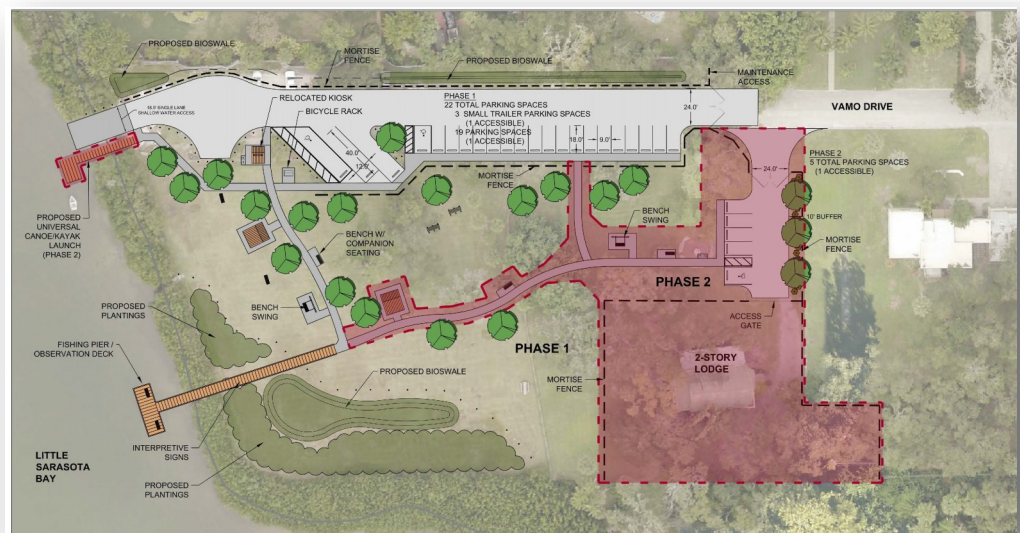 PROPOSED BIOSWALE
MORTISE
FENCE
PROPOSED BIOSWALE
MAINTENANCE
ACCESS
RELOCATED KIOSK
BICYCLE RACK
PHASE 1
22 TOTAL PARKING SPACES
3 SMALL TRAILER PARKING SPACES
(1 ACCESSIBLE)
19 PARKING SPACES
(1 ACCESSIBLE)
24.0'
VAMO DRIVE
SINGLE LANE
SHALLOW WATER ACCESS
40.0'
18.0'
9.0'
MORTISE
FENCE
PHASE 2
5 TOTAL PARKING SPACES
(1 ACCESSIBLE)
24.0'
PROPOSED
UNIVERSAL
CANOE/KAYAK
LAUNCH
(PHASE 2)
BENCH W/
COMPANION
SEATING
BENCH
SWING
10' BUFFER
MORTISE
FENCE
BENCH
SWING
PHASE 2
PROPOSED
PLANTINGS
ACCESS
GATE
FISHING PIER /
OBSERVATION DECK
PHASE 1
2-STORY
LODGE
PROPOSED BIOSWALE
MORTISE
FENCE
INTERPRETIVE
SIGNS
LITTLE
SARASOTA
BAY
PROPOSED
PLANTINGS